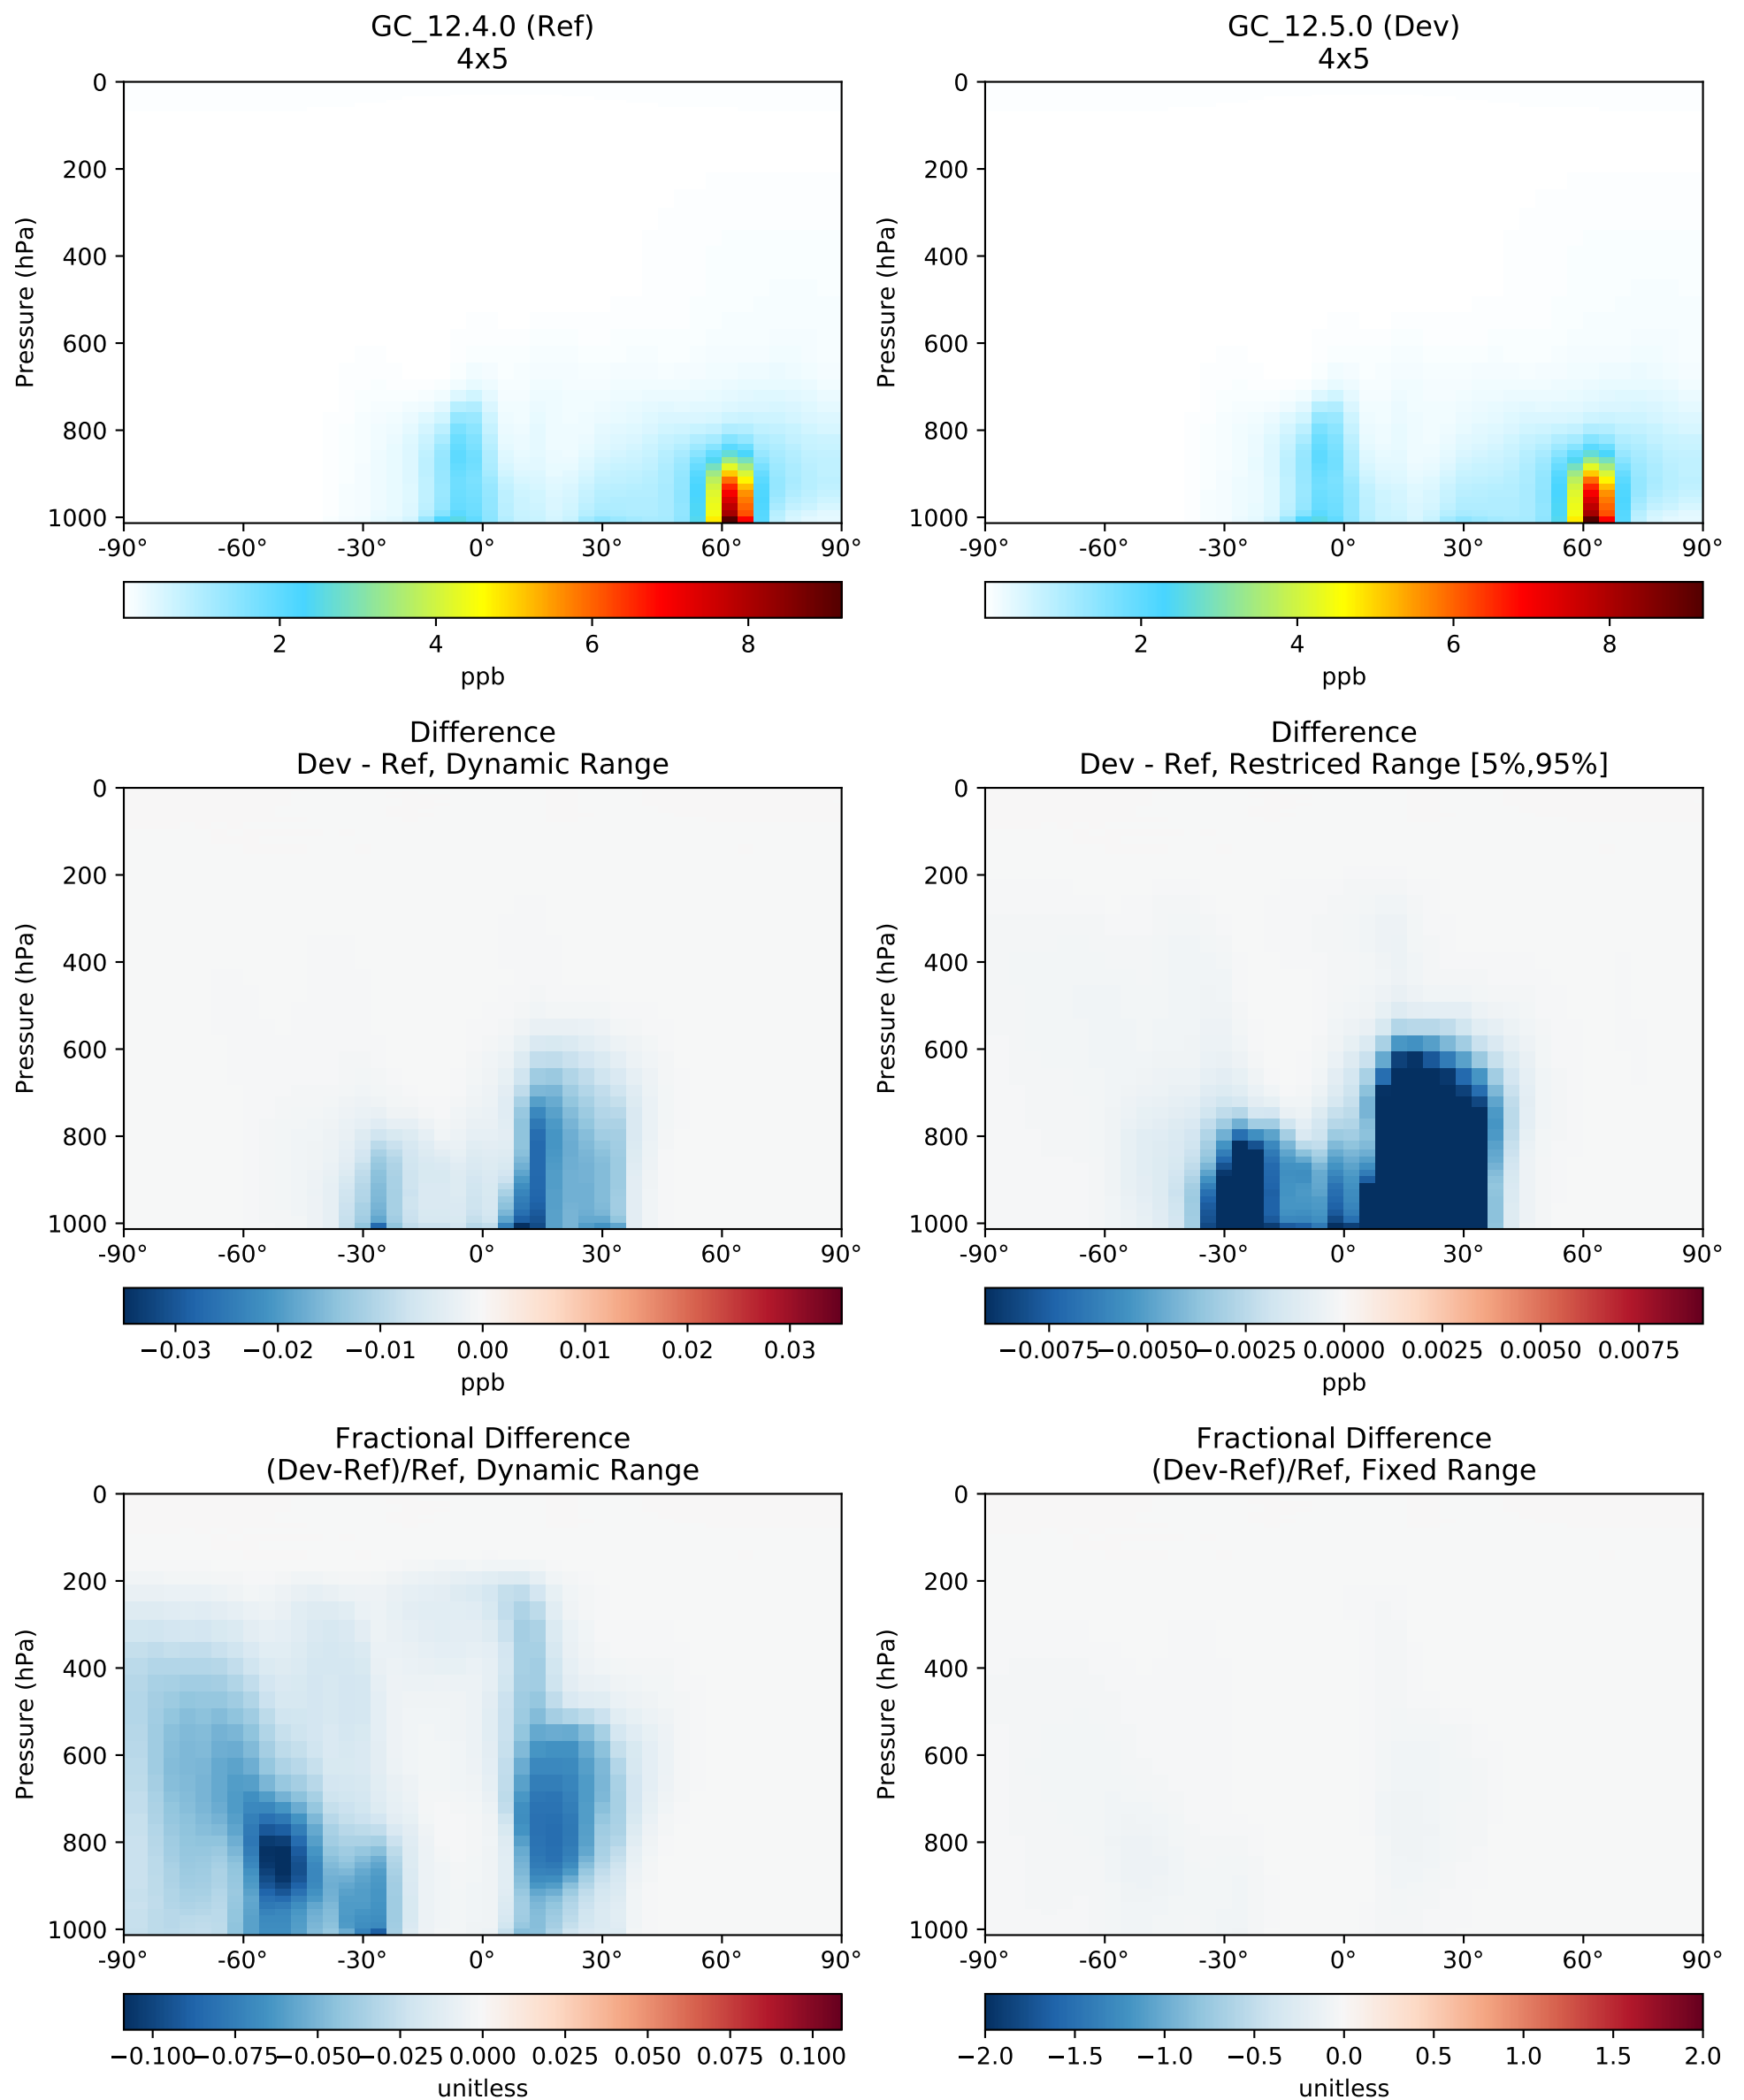 GC_12.4.0 (Ref)
4x5
GC_12.5.0 (Dev)
4x5
Pressure (hPa)
0
200
400
600
800
1000
-90° -60° -30° 0° 30° 60° 90°
2 4 6 8
ppb
Pressure (hPa)
0
200
400
600
800
1000
-90° -60° -30° 0° 30° 60° 90°
2 4 6 8
ppb
Difference
Dev - Ref, Dynamic Range
Pressure (hPa)
0
200
400
600
800
1000
-90° -60° -30° 0° 30° 60° 90°
−0.03 −0.02 −0.01 0.00 0.01 0.02 0.03
ppb
Difference
Dev - Ref, Restriced Range [5%,95%]
Pressure (hPa)
0
200
400
600
800
1000
-90° -60° -30° 0° 30° 60° 90°
−0.0075 −0.0050 −0.0025 0.0000 0.0025 0.0050 0.0075
ppb
Fractional Difference
(Dev-Ref)/Ref, Dynamic Range
Pressure (hPa)
0
200
400
600
800
1000
-90° -60° -30° 0° 30° 60° 90°
−0.100 −0.075 −0.050 −0.025 0.000 0.025 0.050 0.075 0.100
unitless
Fractional Difference
(Dev-Ref)/Ref, Fixed Range
Pressure (hPa)
0
200
400
600
800
1000
-90° -60° -30° 0° 30° 60° 90°
−2.0 −1.5 −1.0 −0.5 0.0 0.5 1.0 1.5 2.0
unitless